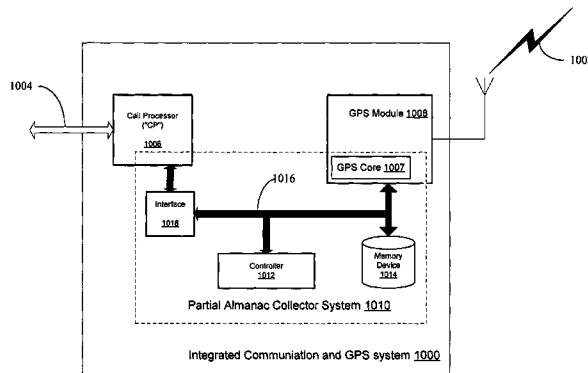 1002
1004
Call Processor
("CP")
1006
GPS Module 1008
GPS Core 1007
1016
Interface
1018
Controller
1012
Memory
Device
1014
Partial Almanac Collector System 1010
Integrated Communiation and GPS system 1000